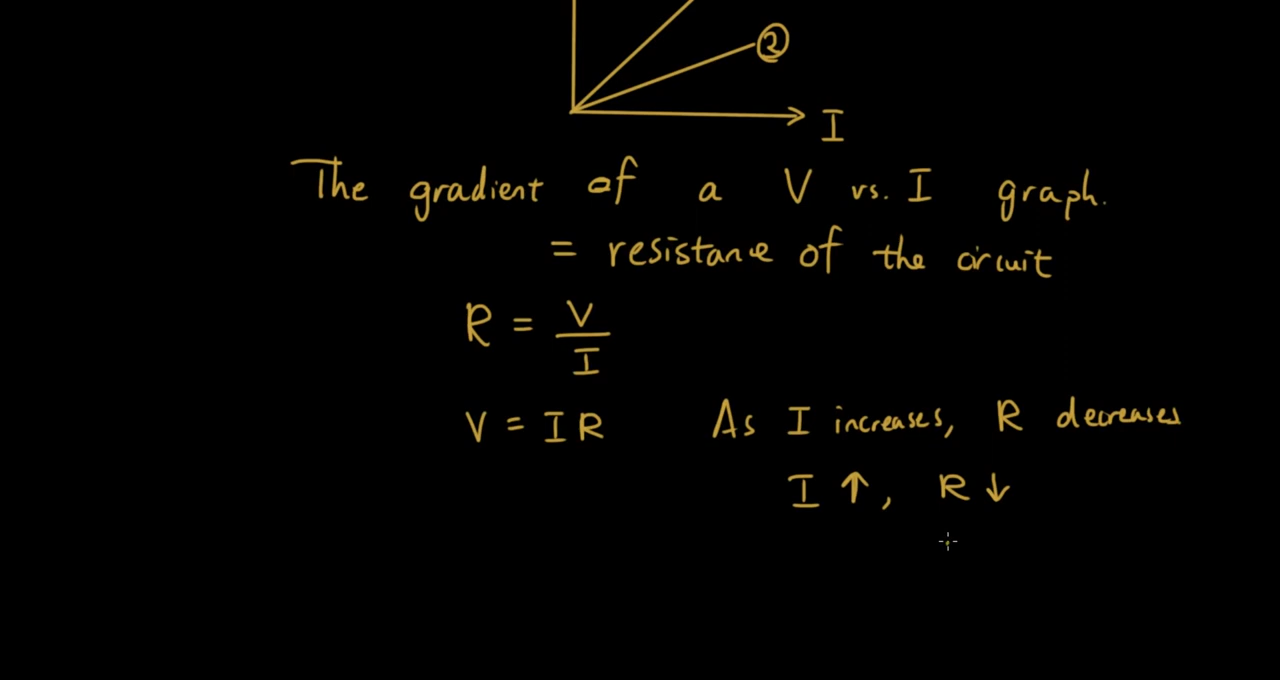 ②
I
The gradient of a V vs. I graph.
= resistance of the circuit
R = V / I
V = IR As I increases, R decreases
I ↑, R ↓